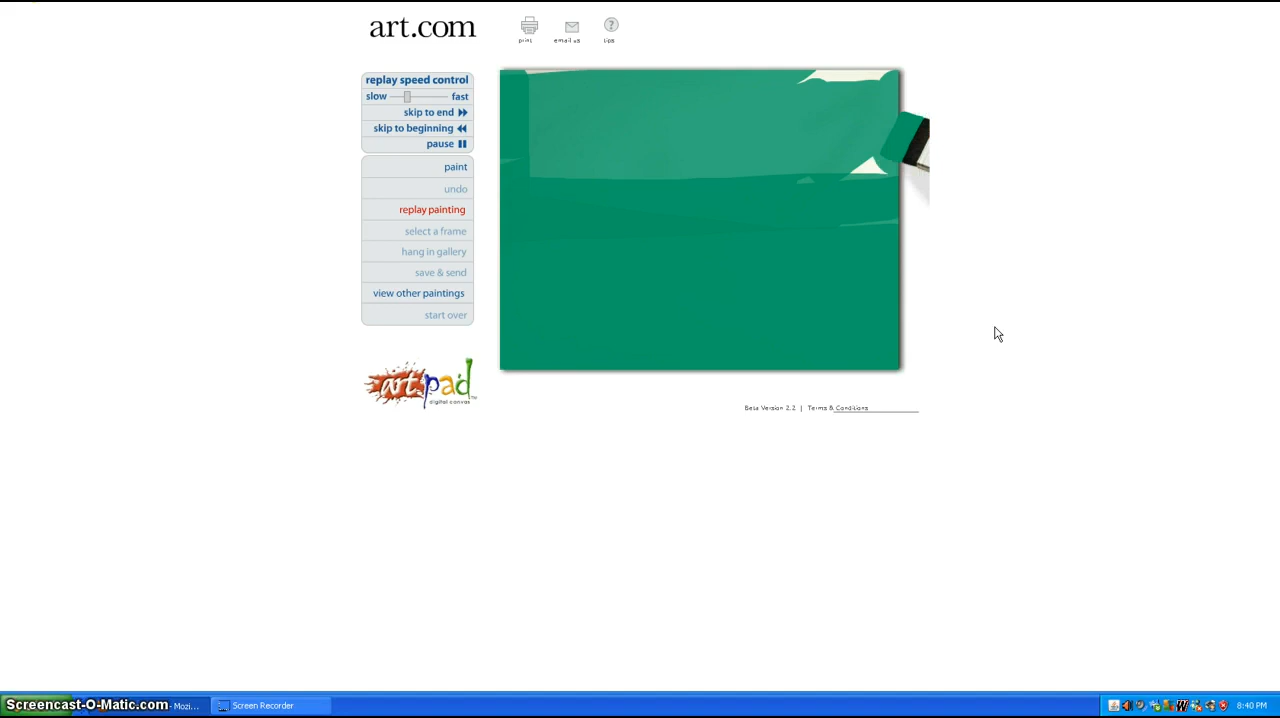 art.com
print
email us
tips
replay speed control
slow fast
skip to end
skip to beginning
pause
paint
undo
replay painting
select a frame
hang in gallery
save & send
view other paintings
start over
artpad
digital canvas
Beta Version 2.2 | Terms & Conditions
Screencast-O-Matic.com - Mozi... Screen Recorder 8:40 PM